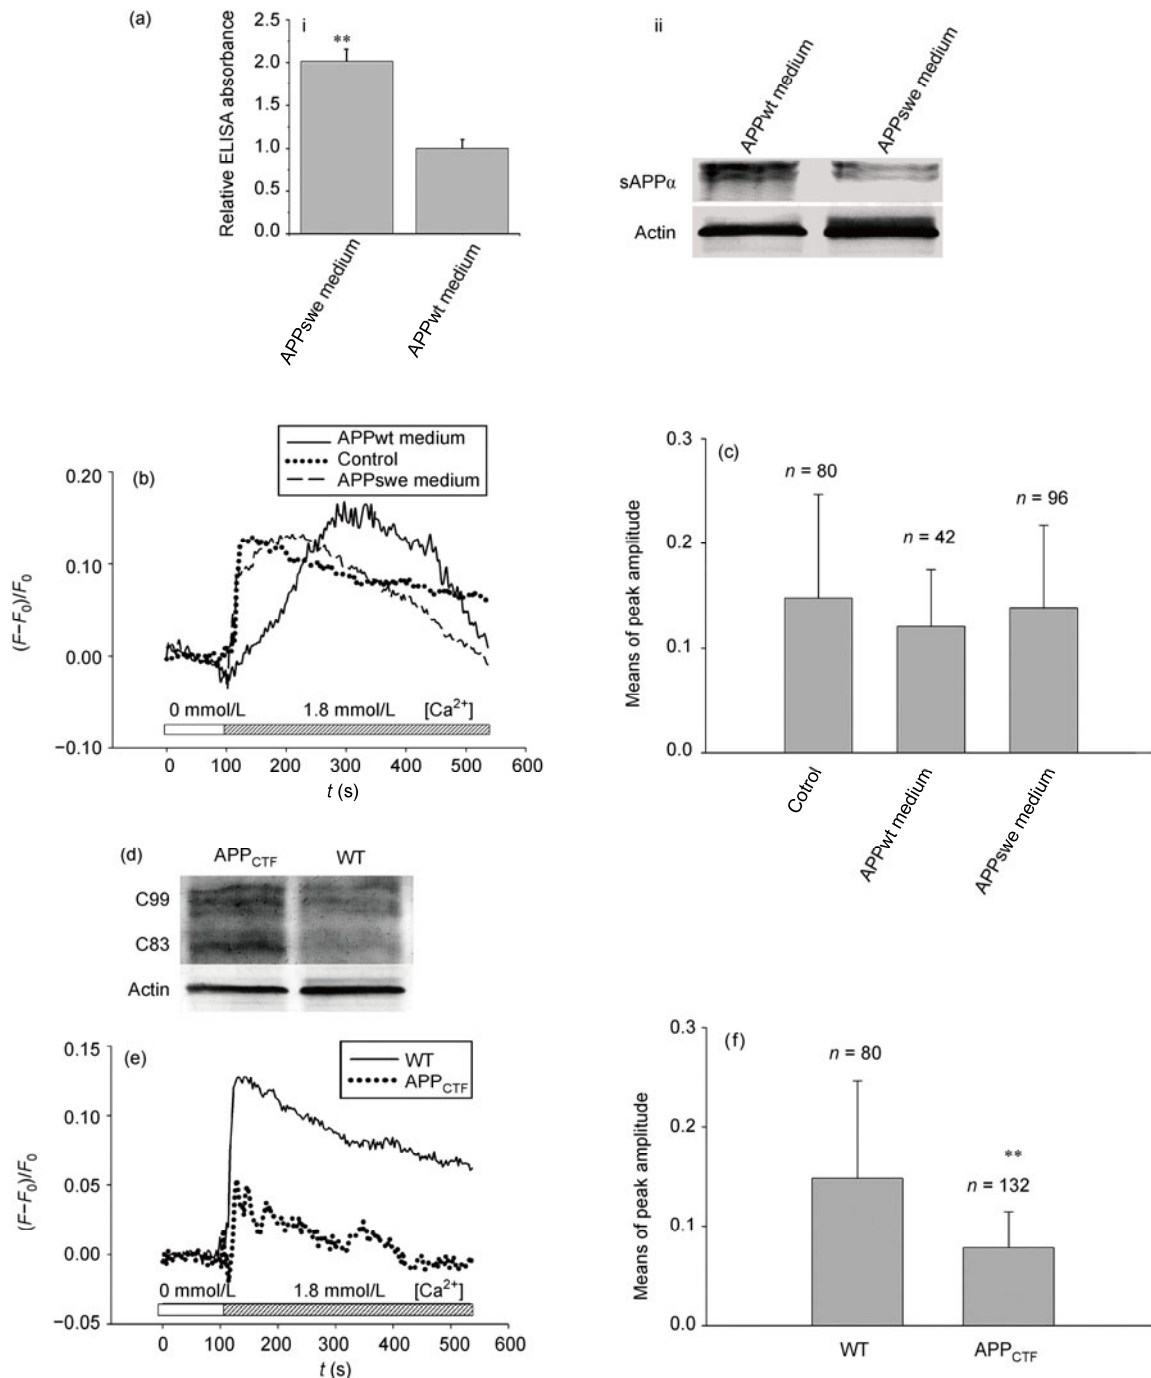 (a)
i
**
Relative ELISA absorbance
2.5
2.0
1.5
1.0
0.5
0.0
APPswe medium
APPwt medium
ii
APPwt medium
APPswe medium
sAPPα
Actin
(b)
APPwt medium
Control
APPswe medium
(F−F₀)/F₀
0.20
0.10
0.00
−0.10
0 mmol/L 1.8 mmol/L [Ca²⁺]
0 100 200 300 400 500 600
t (s)
(c)
Means of peak amplitude
0.3
0.2
0.1
0.0
n = 80
n = 42
n = 96
Cotrol
APPwt medium
APPswe medium
(d)
APP_CTF WT
C99
C83
Actin
(e)
WT
APP_CTF
(F−F₀)/F₀
0.15
0.10
0.05
0.00
−0.05
0 mmol/L 1.8 mmol/L [Ca²⁺]
0 100 200 300 400 500 600
t (s)
(f)
Means of peak amplitude
0.3
0.2
0.1
0.0
n = 80
**
n = 132
WT APP_CTF